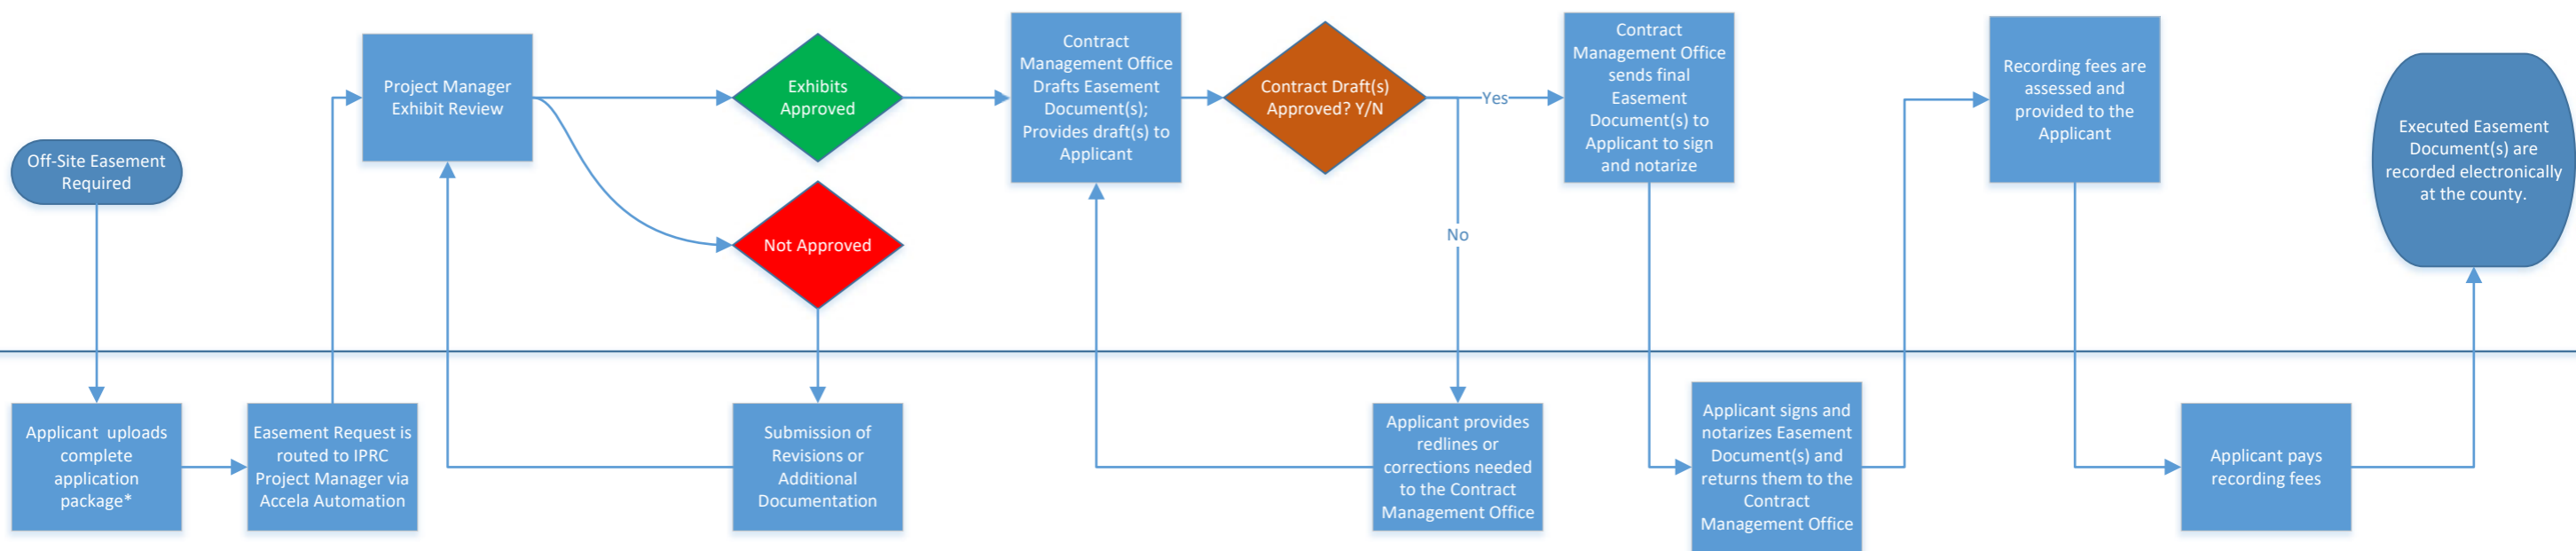 Off-Site Easement
Required
Project Manager
Exhibit Review
Exhibits
Approved
Not Approved
Contract
Management Office
Drafts Easement
Document(s);
Provides draft(s) to
Applicant
Contract Draft(s)
Approved? Y/N
Yes
No
Contract
Management Office
sends final
Easement
Document(s) to
Applicant to sign
and notarize
Recording fees are
assessed and
provided to the
Applicant
Executed Easement
Document(s) are
recorded electronically
at the county.
Applicant uploads
complete
application
package*
Easement Request is
routed to IPRC
Project Manager via
Accela Automation
Submission of
Revisions or
Additional
Documentation
Applicant provides
redlines or
corrections needed
to the Contract
Management Office
Applicant signs and
notarizes Easement
Document(s) and
returns them to the
Contract
Management Office
Applicant pays
recording fees